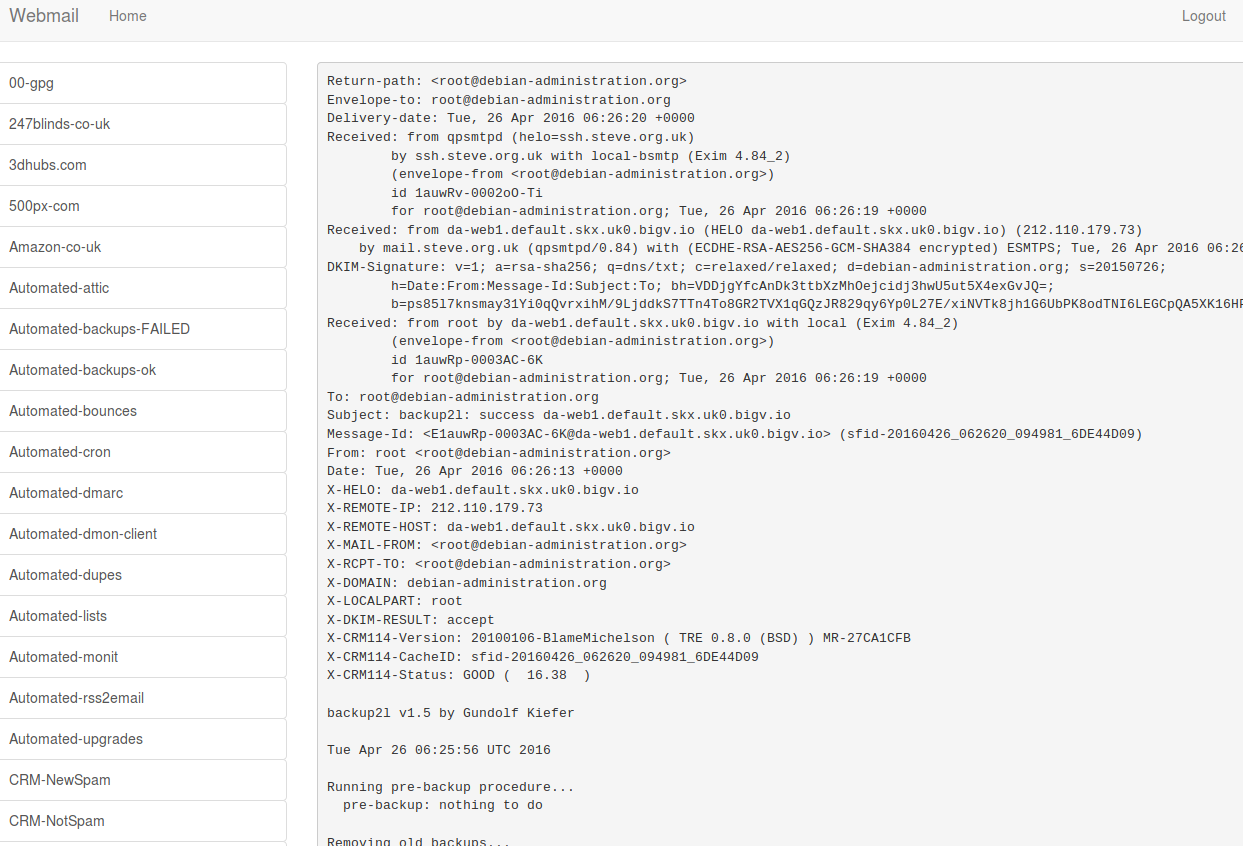 Webmail Home Logout
00-gpg
247blinds-co-uk
3dhubs.com
500px-com
Amazon-co-uk
Automated-attic
Automated-backups-FAILED
Automated-backups-ok
Automated-bounces
Automated-cron
Automated-dmarc
Automated-dmon-client
Automated-dupes
Automated-lists
Automated-monit
Automated-rss2email
Automated-upgrades
CRM-NewSpam
CRM-NotSpam
Return-path: <root@debian-administration.org>
Envelope-to: root@debian-administration.org
Delivery-date: Tue, 26 Apr 2016 06:26:20 +0000
Received: from qpsmtpd (helo=ssh.steve.org.uk)
by ssh.steve.org.uk with local-bsmtp (Exim 4.84_2)
(envelope-from <root@debian-administration.org>)
id 1auwRv-0002oO-Ti
for root@debian-administration.org; Tue, 26 Apr 2016 06:26:19 +0000
Received: from da-web1.default.skx.uk0.bigv.io (HELO da-web1.default.skx.uk0.bigv.io) (212.110.179.73)
by mail.steve.org.uk (qpsmtpd/0.84) with (ECDHE-RSA-AES256-GCM-SHA384 encrypted) ESMTPS; Tue, 26 Apr 2016 06:26
DKIM-Signature: v=1; a=rsa-sha256; q=dns/txt; c=relaxed/relaxed; d=debian-administration.org; s=20150726;
h=Date:From:Message-Id:Subject:To; bh=VDDjgYfcAnDk3ttbXzMhOejcidj3hwU5ut5X4exGvJQ=;
b=ps85l7knsmay31Yi0qQvrxihM/9LjddkS7TTn4To8GR2TVX1qGQzJR829qy6Yp0L27E/xiNVTk8jh1G6UbPK8odTNI6LEGCpQA5XK16HF
Received: from root by da-web1.default.skx.uk0.bigv.io with local (Exim 4.84_2)
(envelope-from <root@debian-administration.org>)
id 1auwRp-0003AC-6K
for root@debian-administration.org; Tue, 26 Apr 2016 06:26:19 +0000
To: root@debian-administration.org
Subject: backup2l: success da-web1.default.skx.uk0.bigv.io
Message-Id: <E1auwRp-0003AC-6K@da-web1.default.skx.uk0.bigv.io> (sfid-20160426_062620_094981_6DE44D09)
From: root <root@debian-administration.org>
Date: Tue, 26 Apr 2016 06:26:13 +0000
X-HELO: da-web1.default.skx.uk0.bigv.io
X-REMOTE-IP: 212.110.179.73
X-REMOTE-HOST: da-web1.default.skx.uk0.bigv.io
X-MAIL-FROM: <root@debian-administration.org>
X-RCPT-TO: <root@debian-administration.org>
X-DOMAIN: debian-administration.org
X-LOCALPART: root
X-DKIM-RESULT: accept
X-CRM114-Version: 20100106-BlameMichelson ( TRE 0.8.0 (BSD) ) MR-27CA1CFB
X-CRM114-CacheID: sfid-20160426_062620_094981_6DE44D09
X-CRM114-Status: GOOD ( 16.38 )
backup2l v1.5 by Gundolf Kiefer
Tue Apr 26 06:25:56 UTC 2016
Running pre-backup procedure...
pre-backup: nothing to do
Removing old backups...